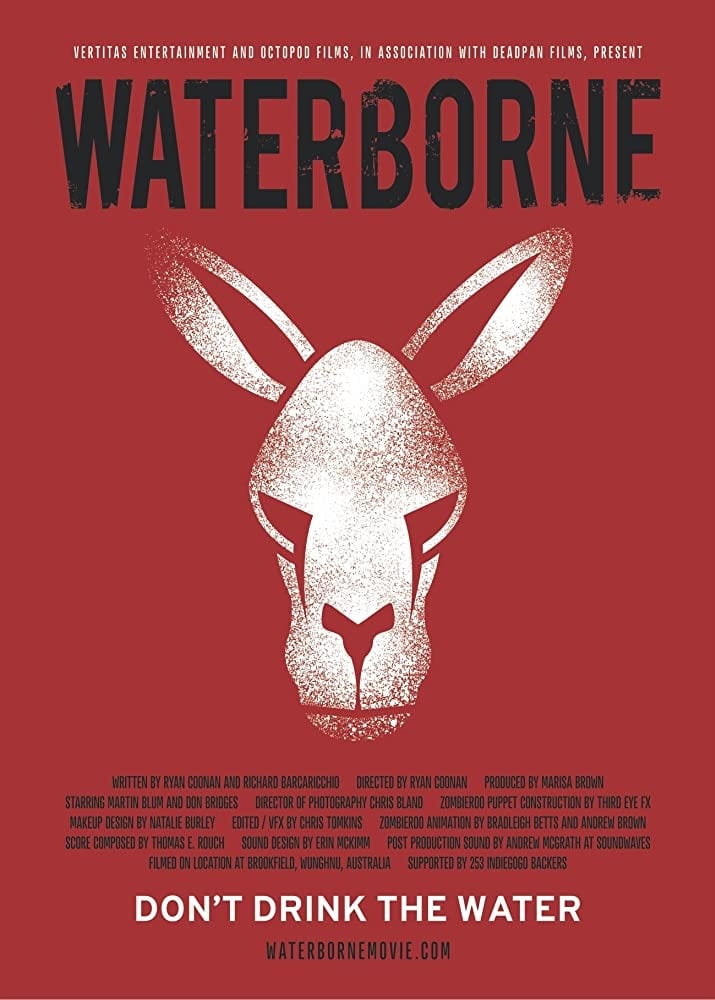 VERTITAS ENTERTAINMENT AND OCTOPOD FILMS, IN ASSOCIATION WITH DEADPAN FILMS, PRESENT
WATERBORNE
WRITTEN BY RYAN COONAN AND RICHARD BARCARICCHIO DIRECTED BY RYAN COONAN PRODUCED BY MARISA BROWN
STARRING MARTIN BLUM AND DON BRIDGES DIRECTOR OF PHOTOGRAPHY CHRIS BLAND ZOMBIEROO PUPPET CONSTRUCTION BY THIRD EYE FX
MAKEUP DESIGN BY NATALIE BURLEY EDITED / VFX BY CHRIS TOMKINS ZOMBIEROO ANIMATION BY BRADLEIGH BETTS AND ANDREW BROWN
SCORE COMPOSED BY THOMAS E. ROUCH SOUND DESIGN BY ERIN MCKIMM POST PRODUCTION SOUND BY ANDREW MCGRATH AT SOUNDWAVES
FILMED ON LOCATION AT BROOKFIELD, WUNGHNU, AUSTRALIA SUPPORTED BY 253 INDIEGOGO BACKERS
DON'T DRINK THE WATER
WATERBORNEMOVIE.COM